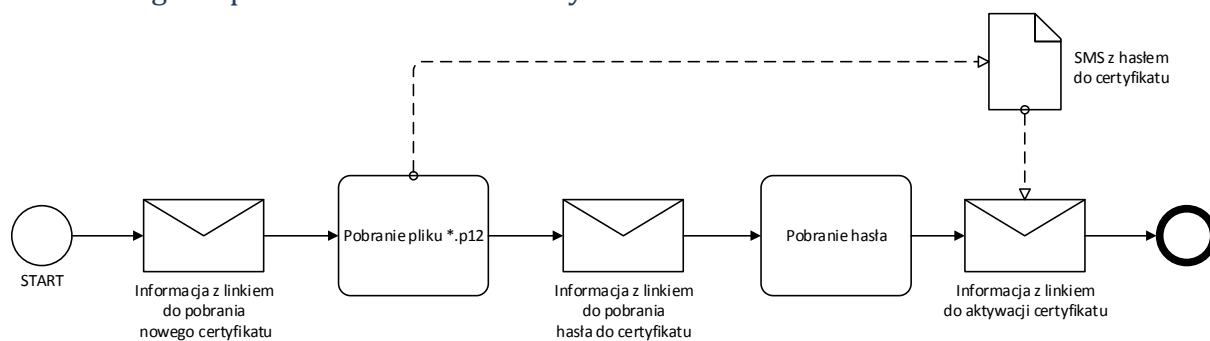 SMS z hasłem
do certyfikatu
Pobranie pliku *.p12
Pobranie hasła
START
Informacja z linkiem
do pobrania
nowego certyfikatu
Informacja z linkiem
do pobrania
hasła do certyfikatu
Informacja z linkiem
do aktywacji certyfikatu